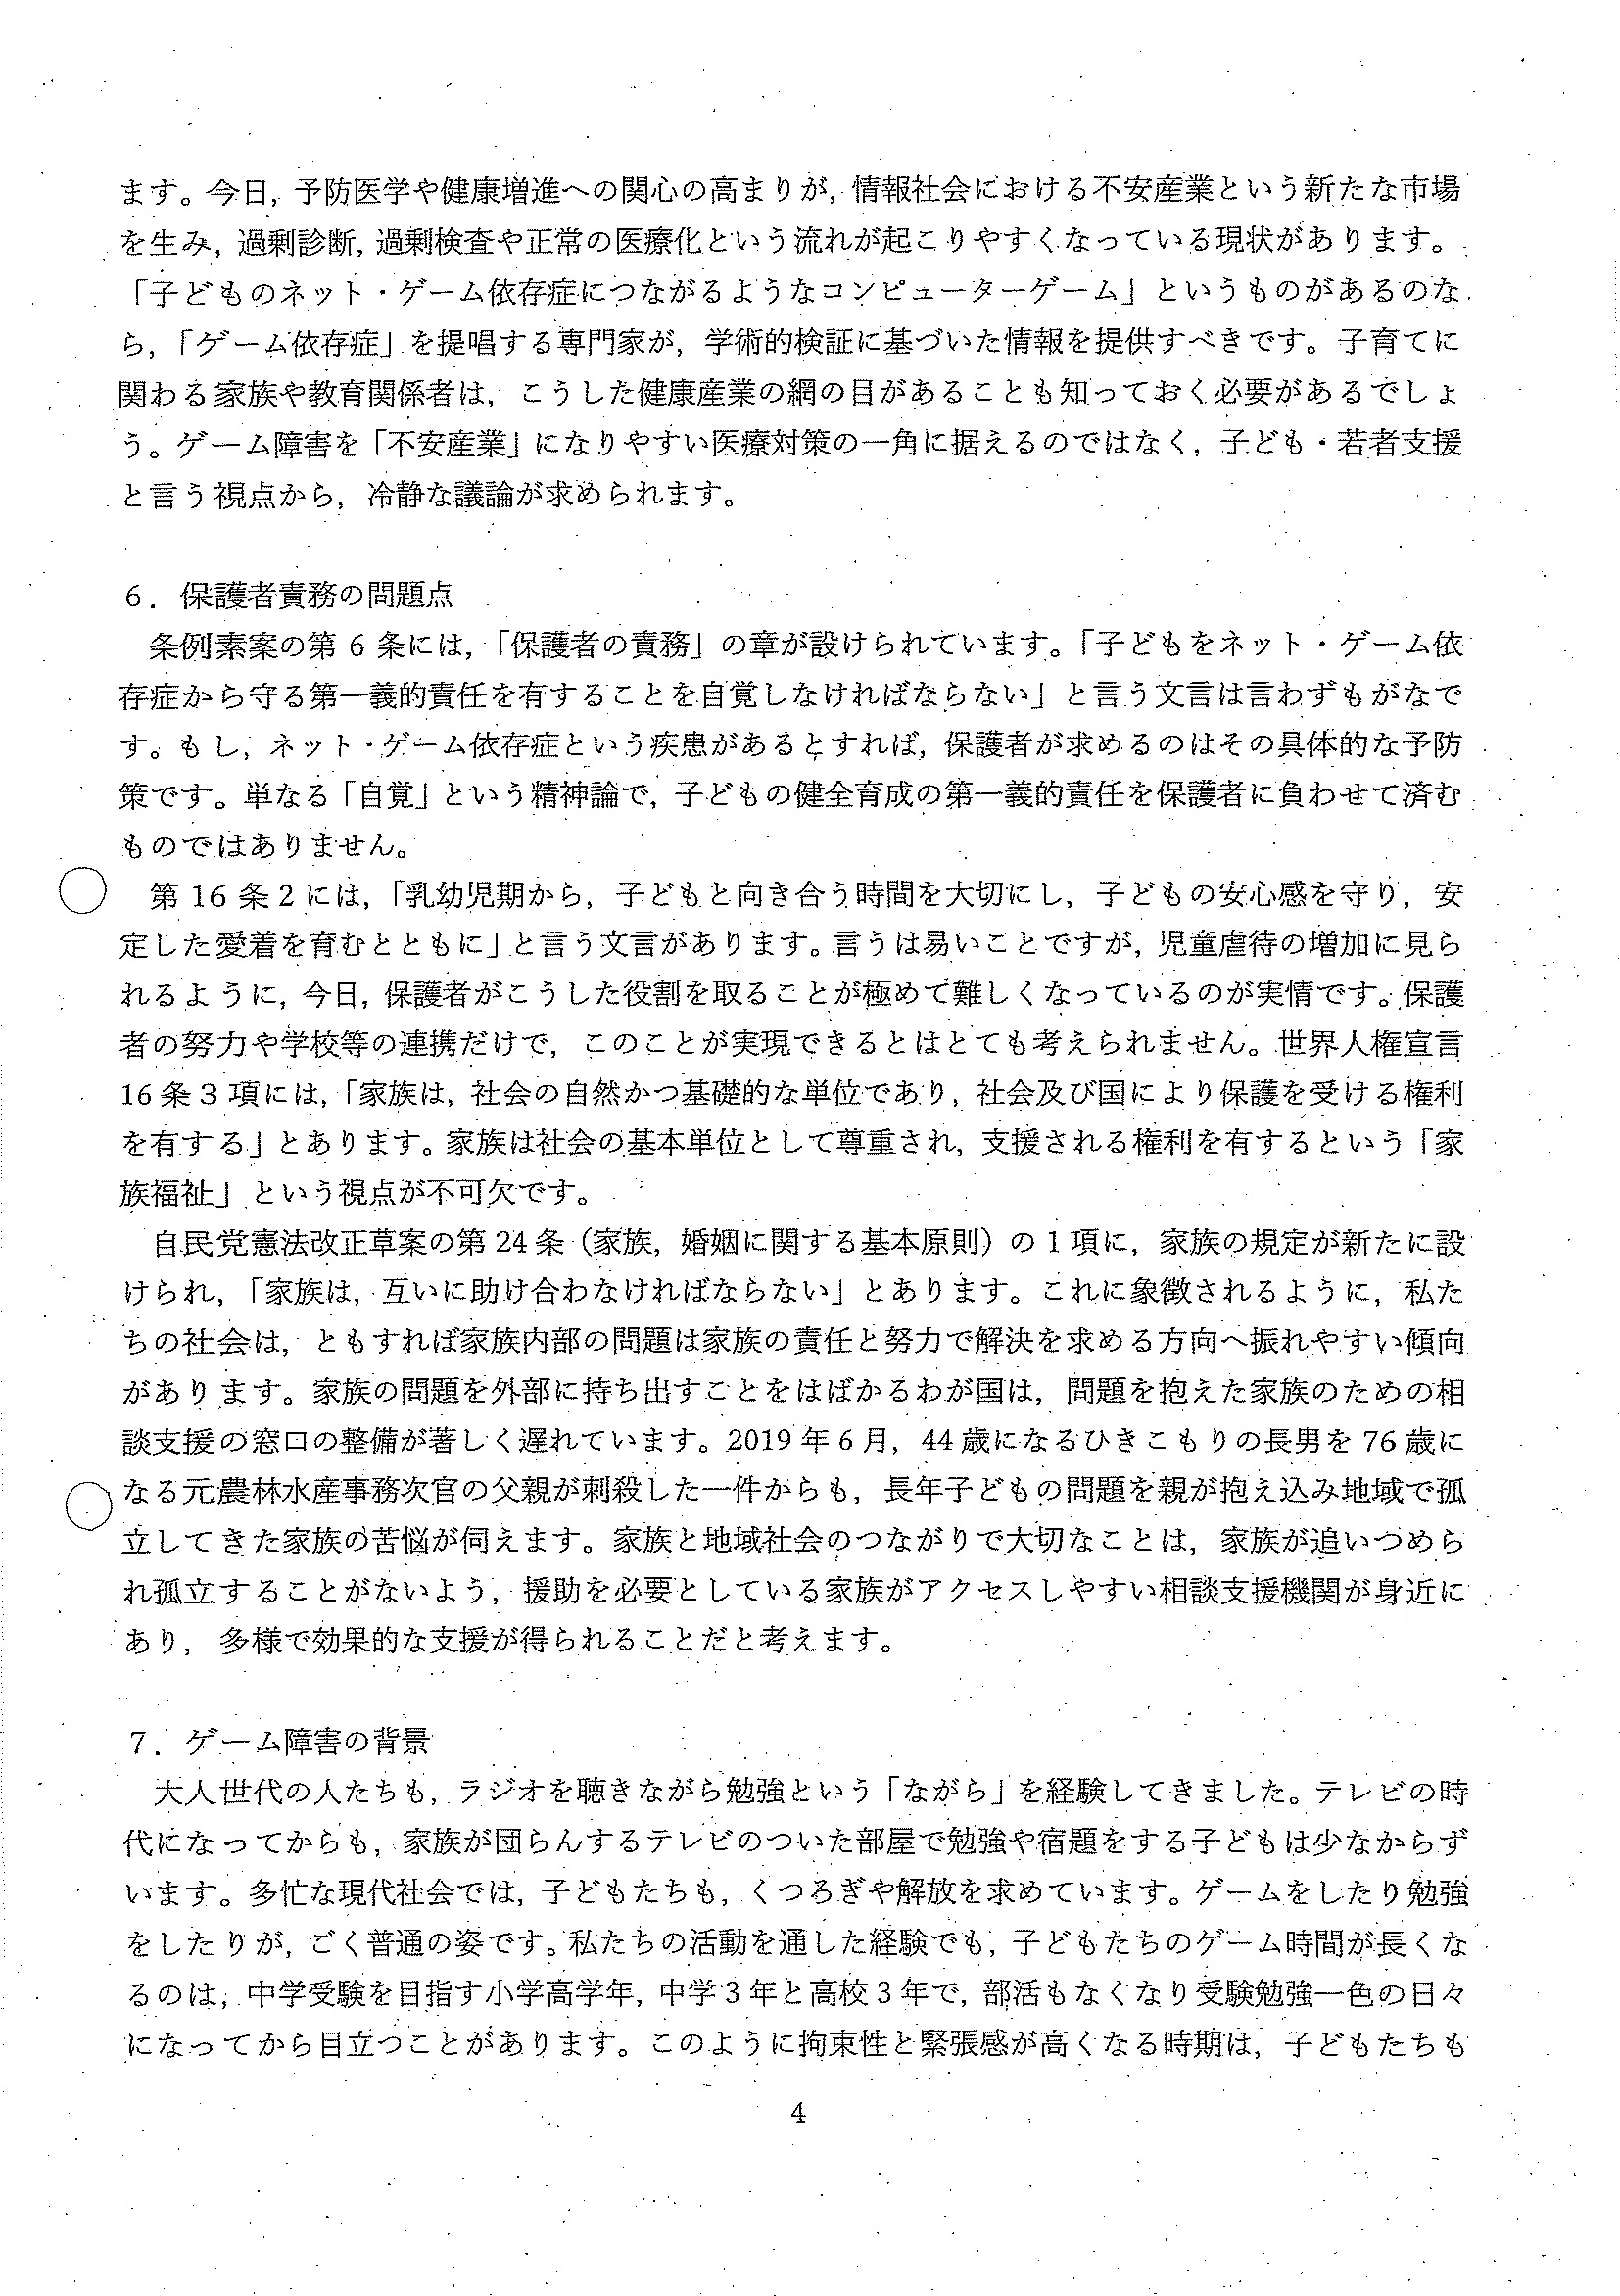 ます。今日，予防医学や健康増進への関心の高まりが，情報社会における不安産業という新たな市場
を生み，過剰診断，過剰検査や正常の医療化という流れが起こりやすくなっている現状があります。
「子どものネット・ゲーム依存症につながるようなコンピューターゲーム」というものがあるのな
ら，「ゲーム依存症」を提唱する専門家が，学術的検証に基づいた情報を提供すべきです。子育てに
関わる家族や教育関係者は，こうした健康産業の網の目があることも知っておく必要があるでしょ
う。ゲーム障害を「不安産業」になりやすい医療対策の一角に据えるのではなく，子ども・若者支援
と言う視点から，冷静な議論が求められます。
6．保護者責務の問題点
条例素案の第 6 条には，「保護者の責務」の章が設けられています。「子どもをネット・ゲーム依
存症から守る第一義的責任を有することを自覚しなければならない」と言う文言は言わずもがなで
す。もし，ネット・ゲーム依存症という疾患があるとすれば，保護者が求めるのはその具体的な予防
策です。単なる「自覚」という精神論で，子どもの健全育成の第一義的責任を保護者に負わせて済む
ものではありません。
第 16 条 2 には，「乳幼児期から，子どもと向き合う時間を大切にし，子どもの安心感を守り，安
定した愛着を育むとともに」と言う文言があります。言うは易いことですが，児童虐待の増加に見ら
れるように，今日，保護者がこうした役割を取ることが極めて難しくなっているのが実情です。保護
者の努力や学校等の連携だけで，このことが実現できるとはとても考えられません。世界人権宣言
16 条 3 項には，「家族は，社会の自然かつ基礎的な単位であり，社会及び国により保護を受ける権利
を有する」とあります。家族は社会の基本単位として尊重され，支援される権利を有するという「家
族福祉」という視点が不可欠です。
自民党憲法改正草案の第 24 条（家族，婚姻に関する基本原則）の 1 項に，家族の規定が新たに設
けられ，「家族は，互いに助け合わなければならない」とあります。これに象徴されるように，私た
ちの社会は，ともすれば家族内部の問題は家族の責任と努力で解決を求める方向へ振れやすい傾向
があります。家族の問題を外部に持ち出すことをはばかるわが国は，問題を抱えた家族のための相
談支援の窓口の整備が著しく遅れています。2019 年 6 月，44 歳になるひきこもりの長男を 76 歳に
なる元農林水産事務次官の父親が刺殺した一件からも，長年子どもの問題を親が抱え込み地域で孤
立してきた家族の苦悩が伺えます。家族と地域社会のつながりで大切なことは，家族が追いつめら
れ孤立することがないよう，援助を必要としている家族がアクセスしやすい相談支援機関が身近に
あり，多様で効果的な支援が得られることだと考えます。
7．ゲーム障害の背景
大人世代の人たちも，ラジオを聴きながら勉強という「ながら」を経験してきました。テレビの時
代になってからも，家族が団らんするテレビのついた部屋で勉強や宿題をする子どもは少なからず
います。多忙な現代社会では，子どもたちも，くつろぎや解放を求めています。ゲームをしたり勉強
をしたりが，ごく普通の姿です。私たちの活動を通した経験でも，子どもたちのゲーム時間が長くな
るのは，中学受験を目指す小学高学年，中学 3 年と高校 3 年で，部活もなくなり受験勉強一色の日々
になってから目立つことがあります。このように拘束性と緊張感が高くなる時期は，子どもたちも
4